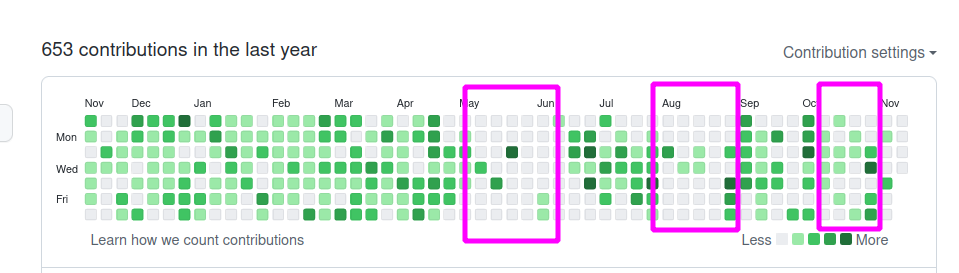 653 contributions in the last year
Contribution settings
Nov Dec Jan Feb Mar Apr May Jun Jul Aug Sep Oct Nov
Mon
Wed
Fri
Learn how we count contributions
Less More